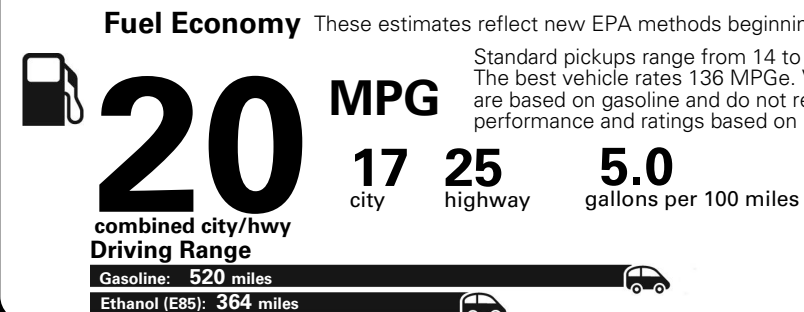 Fuel Economy These estimates reflect new EPA methods beginnin
Standard pickups range from 14 to
The best vehicle rates 136 MPGe. V
are based on gasoline and do not re
performance and ratings based on
20 MPG
17 25 5.0
city highway gallons per 100 miles
combined city/hwy
Driving Range
Gasoline: 520 miles
Ethanol (E85): 364 miles